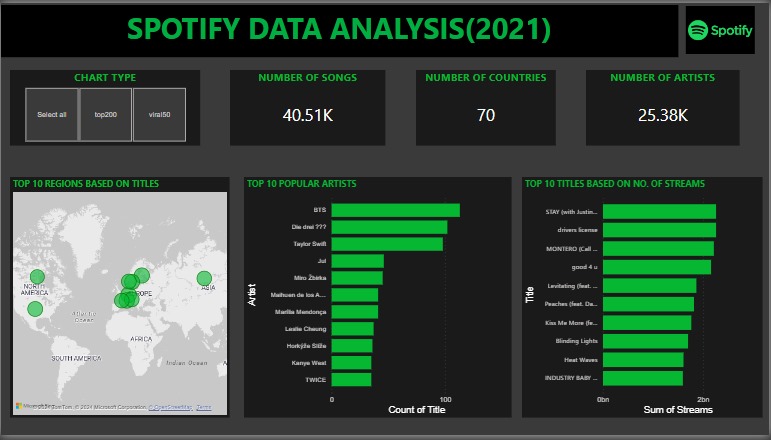 SPOTIFY DATA ANALYSIS(2021)
Spotify
CHART TYPE
Select all
top200
viral50
NUMBER OF SONGS
40.51K
NUMBER OF COUNTRIES
70
NUMBER OF ARTISTS
25.38K
TOP 10 REGIONS BASED ON TITLES
NORTH
AMERICA
EUROPE
ASIA
Atlantic
Ocean
AFRICA
SOUTH AMERICA
Indian Ocean
A
© 2024 TomTom, © 2024 Microsoft Corporation, © OpenStreetMap, Terms
TOP 10 POPULAR ARTISTS
Artist
BTS
Die drei ???
Taylor Swift
Jul
Miro Žbirka
Matheen de los A...
Marília Mendonça
Leslie Cheung
Horkýže Slíže
Kanye West
TWICE
0
100
Count of Title
TOP 10 TITLES BASED ON NO. OF STREAMS
Title
STAY (with Justin...
drivers license
MONTERO (Call ...
good 4 u
Levitating (feat. ...
Peaches (feat. Da...
Kiss Me More (fe...
Blinding Lights
Heat Waves
INDUSTRY BABY ...
0bn
2bn
Sum of Streams